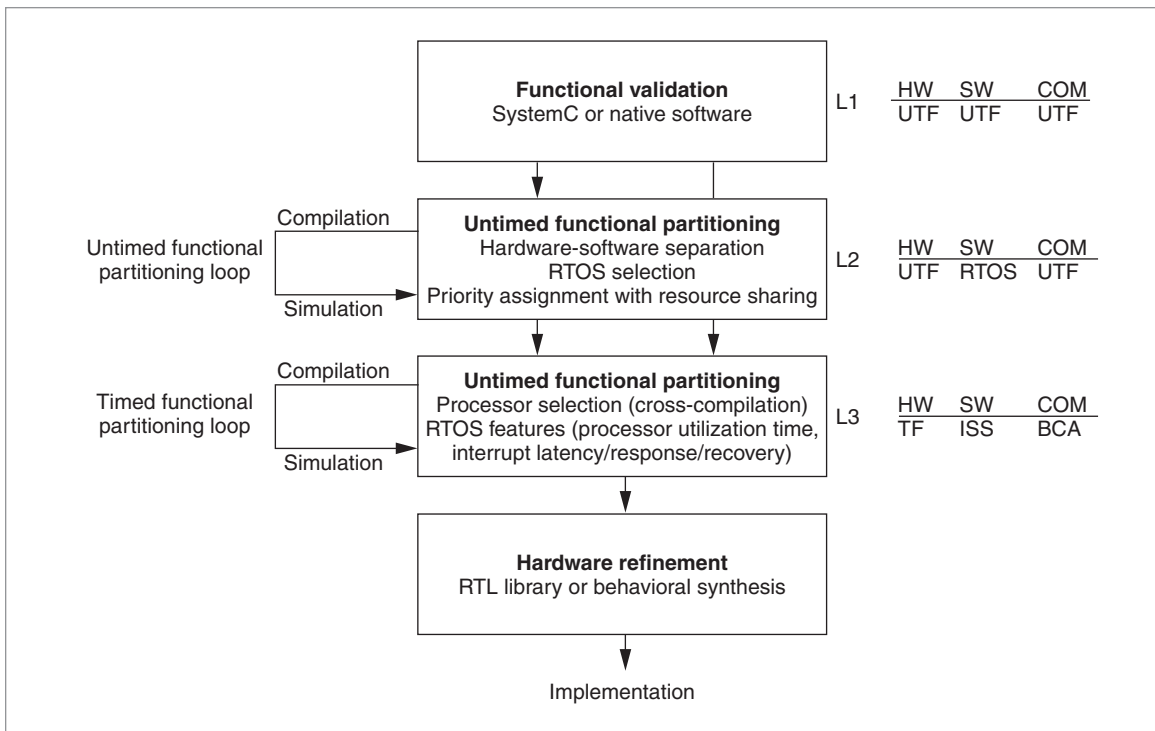 Functional validation
SystemC or native software
L1
HW SW COM
UTF UTF UTF
Untimed functional partitioning loop
Compilation
Simulation
Untimed functional partitioning
Hardware-software separation
RTOS selection
Priority assignment with resource sharing
L2
HW SW COM
UTF RTOS UTF
Timed functional
partitioning loop
Compilation
Simulation
Untimed functional partitioning
Processor selection (cross-compilation)
RTOS features (processor utilization time,
interrupt latency/response/recovery)
L3
HW SW COM
TF ISS BCA
Hardware refinement
RTL library or behavioral synthesis
Implementation